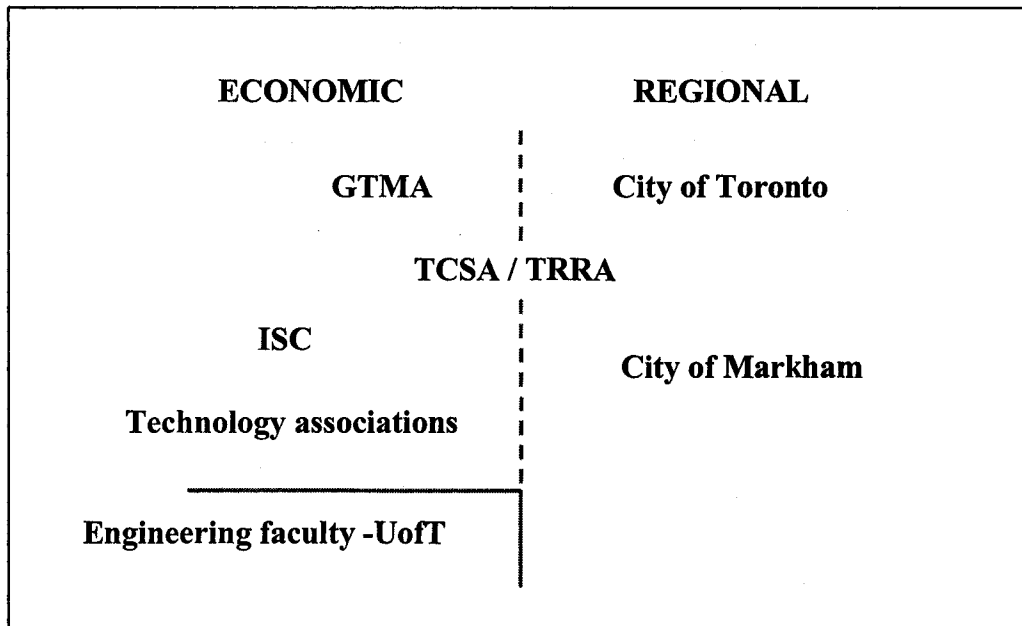 ECONOMIC REGIONAL
GTMA City of Toronto
TCSA / TRRA
ISC
City of Markham
Technology associations
Engineering faculty -UofT